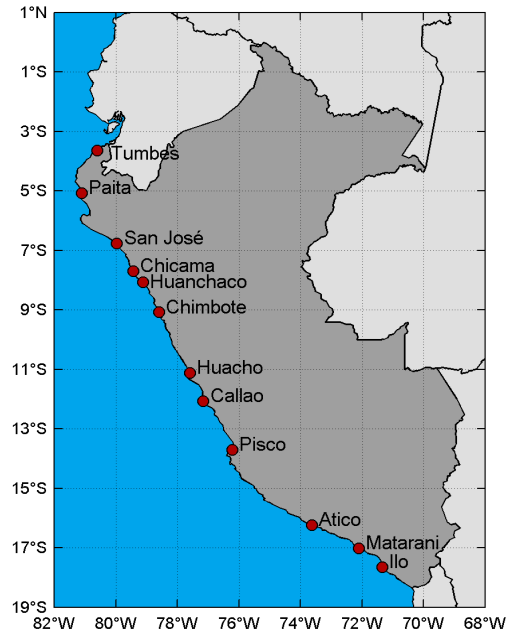 1°N
1°S
3°S
5°S
7°S
9°S
11°S
13°S
15°S
17°S
19°S
Tumbes
Paita
San José
Chicama
Huanchaco
Chimbote
Huacho
Callao
Pisco
Atico
Matarani
Ilo
82°W 80°W 78°W 76°W 74°W 72°W 70°W 68°W